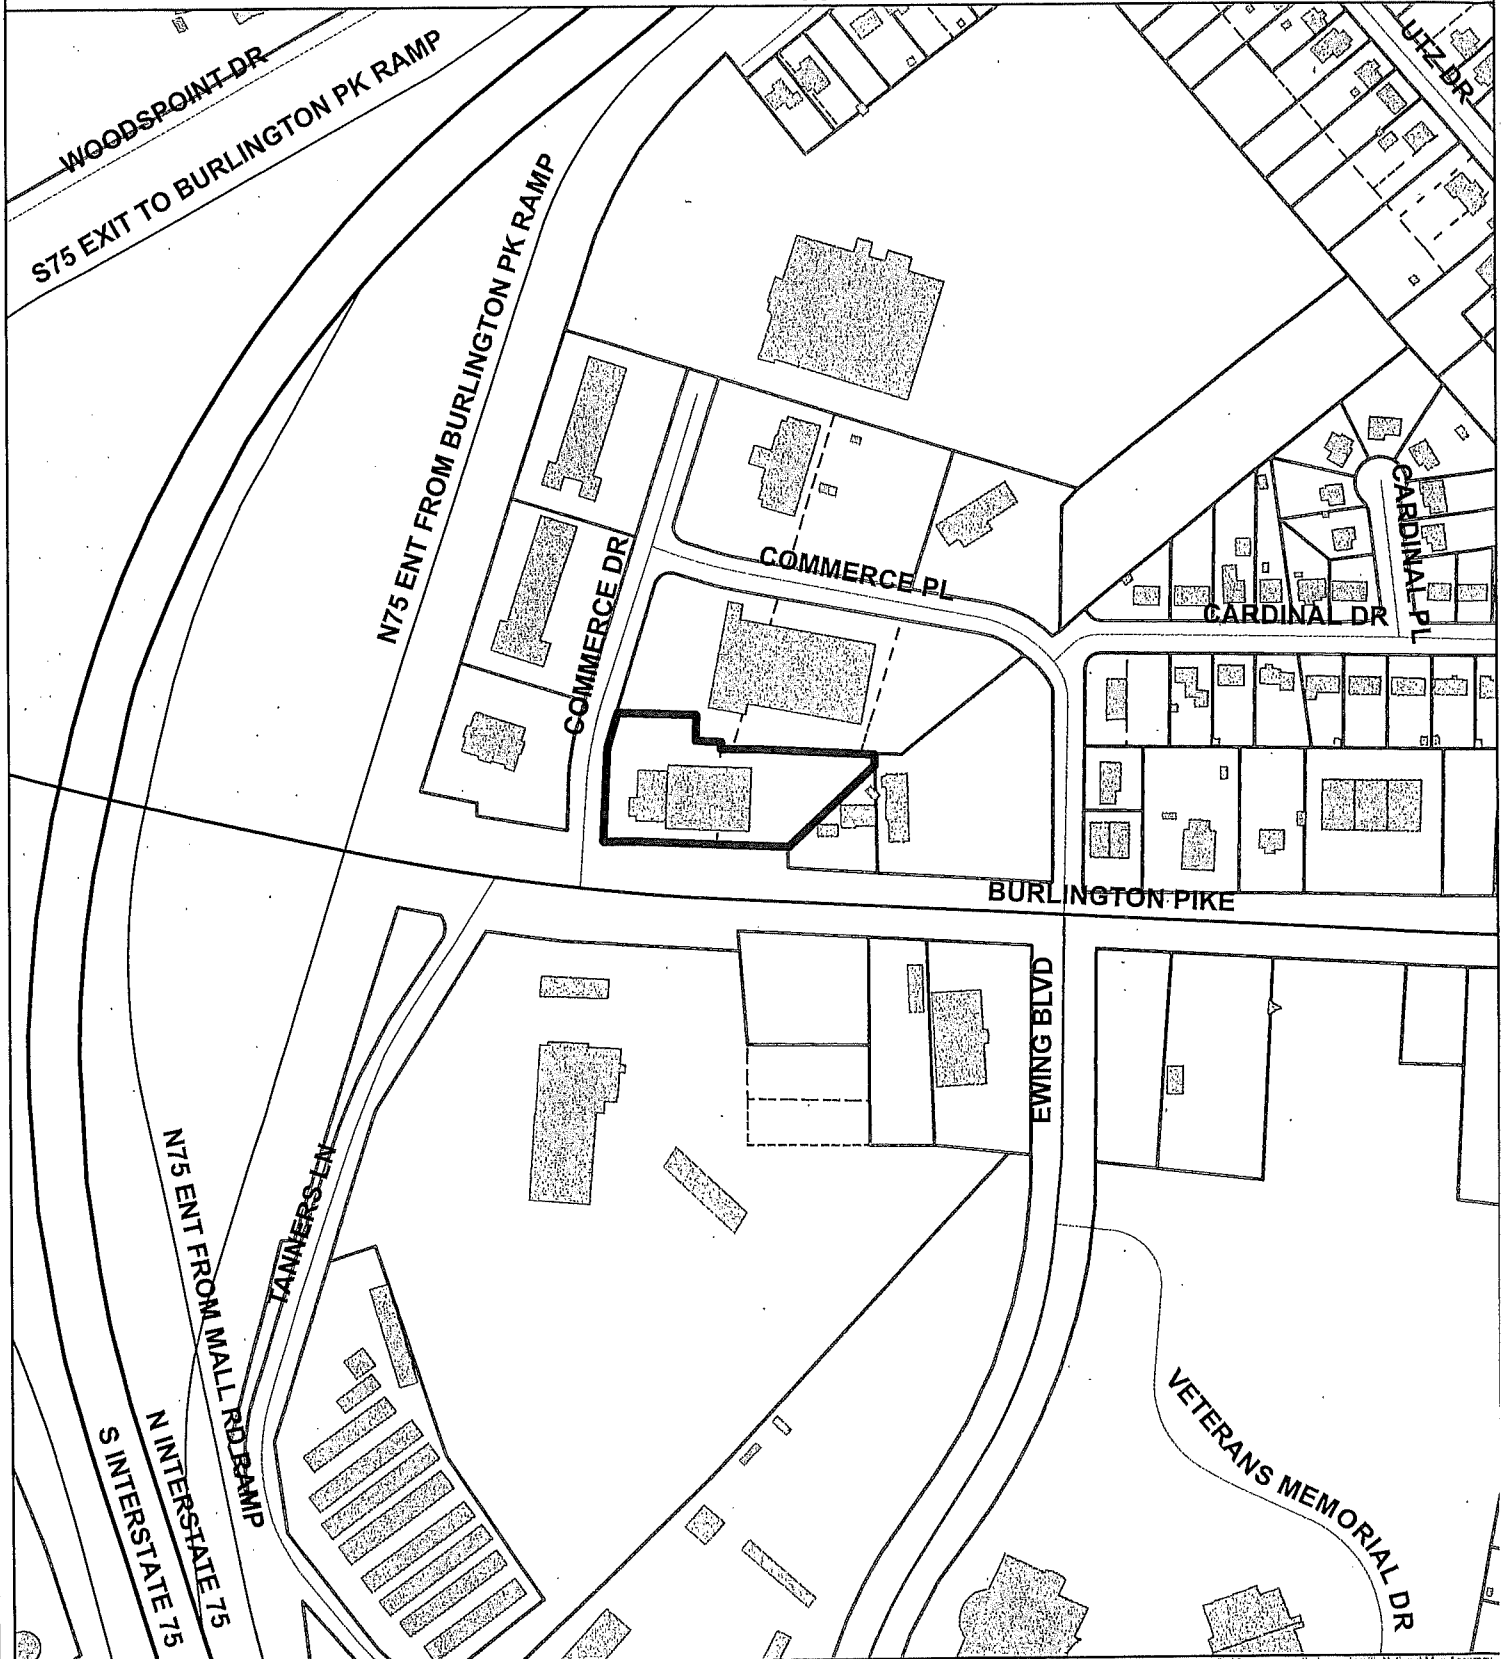 WOODSPOINT DR
S75 EXIT TO BURLINGTON PK RAMP
UTZ DR
N75 ENT FROM BURLINGTON PK RAMP
COMMERCE DR
COMMERCE PL
CARDINAL PL
CARDINAL DR
BURLINGTON PIKE
EWING BLVD
TANNERS LN
N75 ENT FROM MALL RD RAMP
N INTERSTATE 75
S INTERSTATE 75
VETERANS MEMORIAL DR